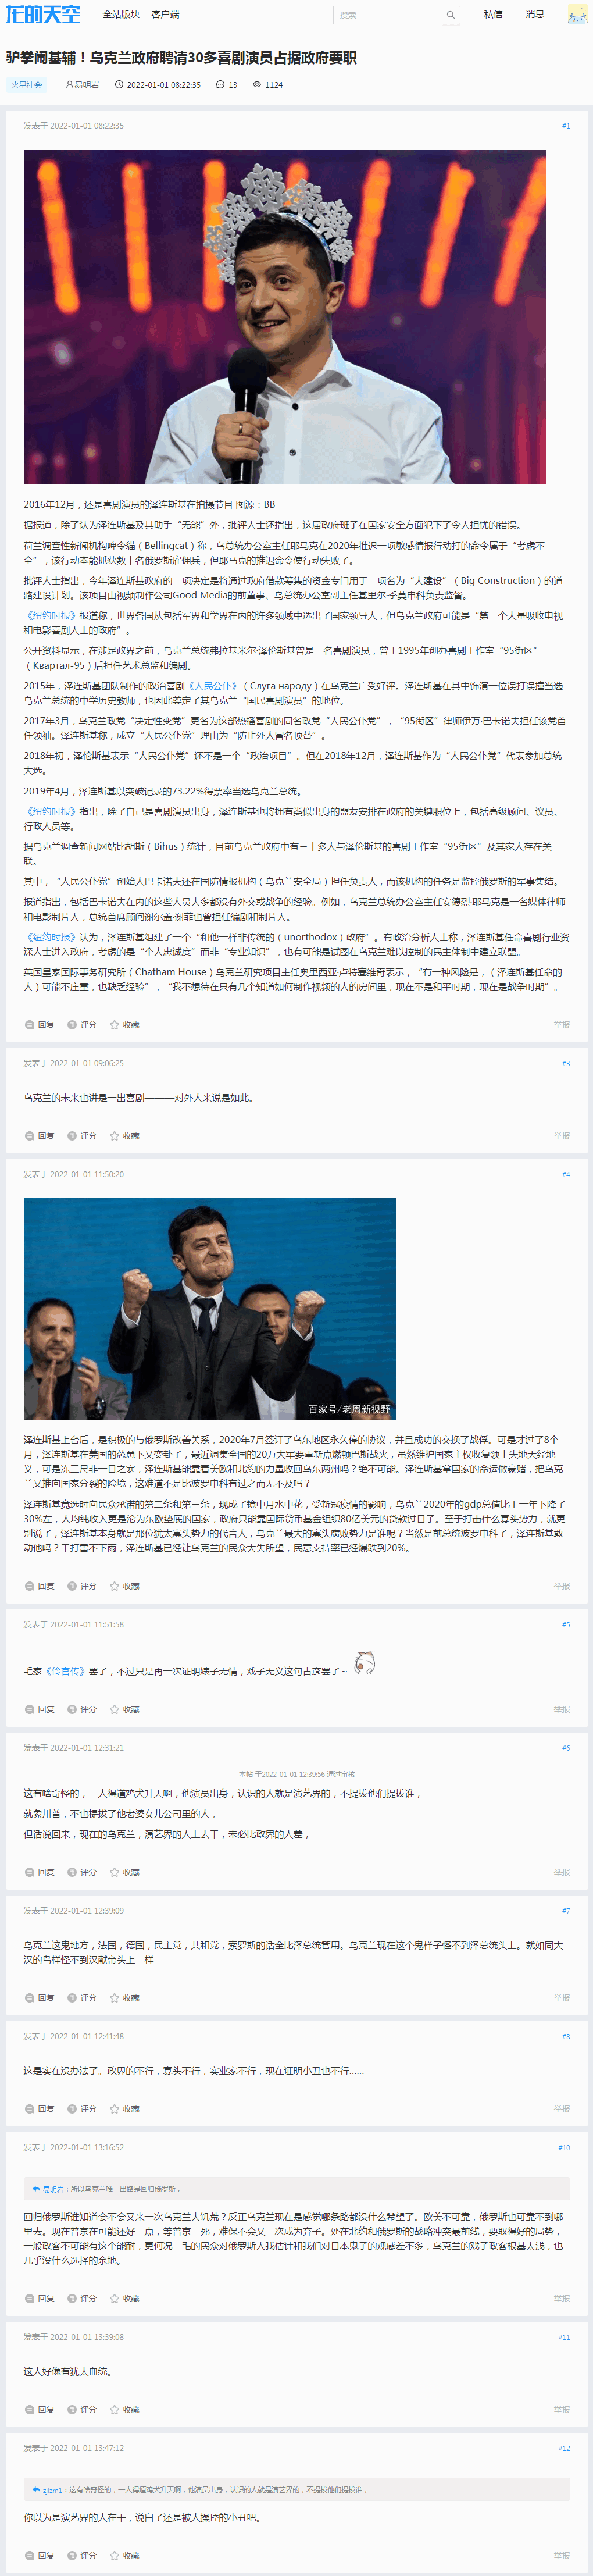 龙的天空 全站版块 客户端 搜索 私信 消息
驴拳闹基辅！乌克兰政府聘请30多喜剧演员占据政府要职
火星社会 易明岩 2022-01-01 08:22:35 13 1124
发表于 2022-01-01 08:22:35 #1
2016年12月，还是喜剧演员的泽连斯基在拍摄节目 图源：BB
据报道，除了认为泽连斯基及其助手“无能”外，批评人士还指出，这届政府班子在国家安全方面犯下了令人担忧的错误。
荷兰调查性新闻机构啤令猫（Bellingcat）称，乌总统办公室主任耶马克在2020年推迟一项敏感情报行动打的命令属于“考虑不
全”，该行动本能抓获数十名俄罗斯雇佣兵，但耶马克的推迟命令使行动失败了。
批评人士指出，今年泽连斯基政府的一项决定是将通过政府借款筹集的资金专门用于一项名为“大建设”（Big Construction）的道
路建设计划。该项目由视频制作公司Good Media的前董事、乌总统办公室副主任基里尔·季莫申科负责监督。
《纽约时报》报道称，世界各国从包括军界和学界在内的许多领域中选出了国家领导人，但乌克兰政府可能是“第一个大量吸收电视
和电影喜剧人士的政府”。
公开资料显示，在涉足政界之前，乌克兰总统弗拉基米尔·泽伦斯基曾是一名喜剧演员，曾于1995年创办喜剧工作室“95街区”
（Квартал-95）后担任艺术总监和编剧。
2015年，泽连斯基团队制作的政治喜剧《人民公仆》（Слуга народу）在乌克兰广受好评。泽连斯基在其中饰演一位误打误撞当选
乌克兰总统的中学历史教师，也因此奠定了其乌克兰“国民喜剧演员”的地位。
2017年3月，乌克兰政党“决定性变党”更名为这部热播喜剧的同名政党“人民公仆党”，“95街区”律师伊万·巴卡诺夫担任该党首
任领袖。泽连斯基称，成立“人民公仆党”理由为“防止外人冒名顶替”。
2018年初，泽伦斯基表示“人民公仆党”还不是一个“政治项目”。但在2018年12月，泽连斯基作为“人民公仆党”代表参加总统
大选。
2019年4月，泽连斯基以突破记录的73.22%得票率当选乌克兰总统。
《纽约时报》指出，除了自己是喜剧演员出身，泽连斯基也将拥有类似出身的盟友安排在政府的关键职位上，包括高级顾问、议员、
行政人员等。
据乌克兰调查新闻网站比胡斯（Bihus）统计，目前乌克兰政府中有三十多人与泽伦斯基的喜剧工作室“95街区”及其家人存在关
联。
其中，“人民公仆党”创始人巴卡诺夫还在国防情报机构（乌克兰安全局）担任负责人，而该机构的任务是监控俄罗斯的军事集结。
报道指出，包括巴卡诺夫在内的这些人员大多都没有外交或战争的经验。例如，乌克兰总统办公室主任安德烈·耶马克是一名媒体律师
和电影制片人，总统首席顾问谢尔盖·谢菲也曾担任编剧和制片人。
《纽约时报》认为，泽连斯基组建了一个“和他一样非传统的（unorthodox）政府”。有政治分析人士称，泽连斯基任命喜剧行业资
深人士进入政府，考虑的是“个人忠诚度”而非“专业知识”，也有可能是试图在乌克兰难以控制的民主体制中建立联盟。
英国皇家国际事务研究所（Chatham House）乌克兰研究项目主任奥里西亚·卢特塞维奇表示，“有一种风险是，（泽连斯基任命的
人）可能不庄重，也缺乏经验”，“我不想待在只有几个知道如何制作视频的人的房间里，现在不是和平时期，现在是战争时期”。
回复 评分 收藏 举报
发表于 2022-01-01 09:06:25 #3
乌克兰的未来也讲是一出喜剧———对外人来说是如此。
回复 评分 收藏 举报
发表于 2022-01-01 11:50:20 #4
百家号/老周新视野
泽连斯基上台后，是积极的与俄罗斯改善关系，2020年7月签订了乌东地区永久停的协议，并且成功的交换了战俘。可是才过了8个
月，泽连斯基在美国的怂恿下又变卦了，最近调集全国的20万大军要重新点燃顿巴斯战火，虽然维护国家主权收复领土失地天经地
义，可是冻三尺非一日之寒，泽连斯基能靠着美欧和北约的力量收回乌东两州吗？绝不可能。泽连斯基拿国家的命运做豪赌，把乌克
兰又推向国家分裂的险境，这难道不是比波罗申科有过之而无不及吗？
泽连斯基竟选时向民众承诺的第二条和第三条，现成了镜中月水中花，受新冠疫情的影响，乌克兰2020年的gdp总值比上一年下降了
30%左，人均纯收入更是沦为东欧垫底的国家，政府只能靠国际货币基金组织80亿美元的贷款过日子。至于打击什么寡头势力，就更
别说了，泽连斯基本身就是那位犹太寡头势力的代言人，乌克兰最大的寡头腐败势力是谁呢？当然是前总统波罗申科了，泽连斯基敢
动他吗？干打雷不下雨，泽连斯基已经让乌克兰的民众大失所望，民意支持率已经爆跌到20%。
回复 评分 收藏 举报
发表于 2022-01-01 11:51:58 #5
毛家《伶官传》罢了，不过只是再一次证明婊子无情，戏子无义这句古彦罢了～
回复 评分 收藏 举报
发表于 2022-01-01 12:31:21 #6
本帖 于2022-01-01 12:39:56 通过审核
这有啥奇怪的，一人得道鸡犬升天啊，他演员出身，认识的人就是演艺界的，不提拔他们提拔谁，
就象川普，不也提拔了他老婆女儿公司里的人，
但话说回来，现在的乌克兰，演艺界的人上去干，未必比政界的人差，
回复 评分 收藏 举报
发表于 2022-01-01 12:39:09 #7
乌克兰这鬼地方，法国，德国，民主党，共和党，索罗斯的话全比泽总统管用。乌克兰现在这个鬼样子怪不到泽总统头上。就如同大
汉的鸟样怪不到汉献帝头上一样
回复 评分 收藏 举报
发表于 2022-01-01 12:41:48 #8
这是实在没办法了。政界的不行，寡头不行，实业家不行，现在证明小丑也不行……
回复 评分 收藏 举报
发表于 2022-01-01 13:16:52 #10
易明岩：所以乌克兰唯一出路是回归俄罗斯，
回归俄罗斯谁知道会不会又来一次乌克兰大饥荒？反正乌克兰现在是感觉哪条路都没什么希望了。欧美不可靠，俄罗斯也可靠不到哪
里去。现在普京在可能还好一点，等普京一死，难保不会又一次成为弃子。处在北约和俄罗斯的战略冲突最前线，要取得好的局势，
一般政客不可能有这个能耐，更何况二毛的民众对俄罗斯人我估计和我们对日本鬼子的观感差不多，乌克兰的戏子政客根基太浅，也
几乎没什么选择的余地。
回复 评分 收藏 举报
发表于 2022-01-01 13:39:08 #11
这人好像有犹太血统。
回复 评分 收藏 举报
发表于 2022-01-01 13:47:12 #12
zjlzm1：这有啥奇怪的，一人得道鸡犬升天啊，他演员出身，认识的人就是演艺界的，不提拔他们提拔谁，
你以为是演艺界的人在干，说白了还是被人操控的小丑吧。
回复 评分 收藏 举报